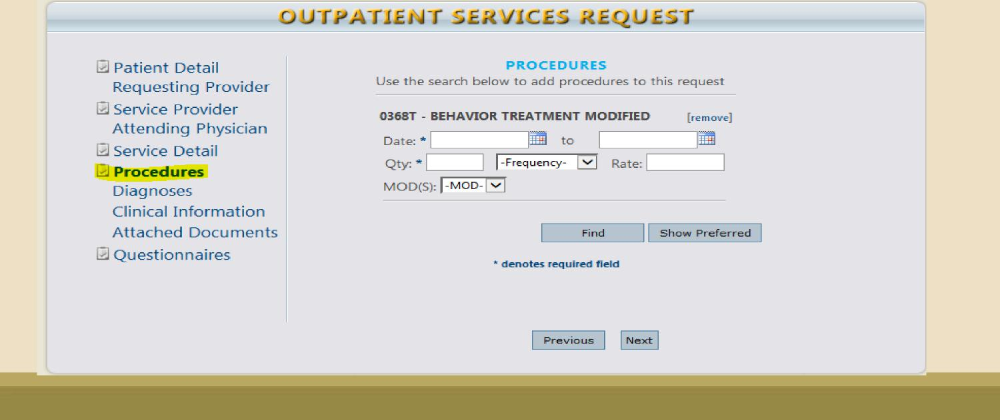 OUTPATIENT SERVICES REQUEST
Patient Detail
Requesting Provider
Service Provider
Attending Physician
Service Detail
Procedures
Diagnoses
Clinical Information
Attached Documents
Questionnaires
PROCEDURES
Use the search below to add procedures to this request
0368T - BEHAVIOR TREATMENT MODIFIED [remove]
Date: * to
Qty: * -Frequency- Rate:
MOD(S): -MOD-
Find Show Preferred
* denotes required field
Previous Next